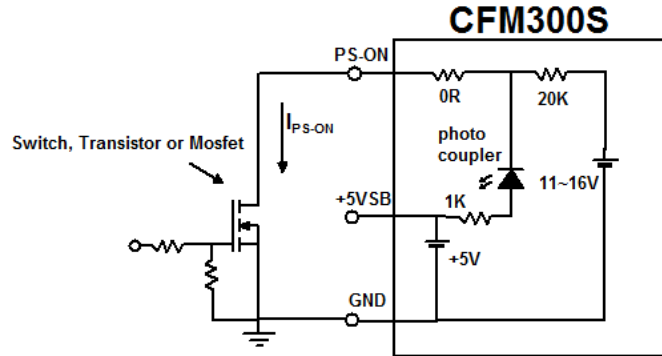 CFM300S
PS-ON
0R
20K
IPS-ON
Switch, Transistor or Mosfet
photo
coupler
11~16V
+5VSB
1K
+5V
GND